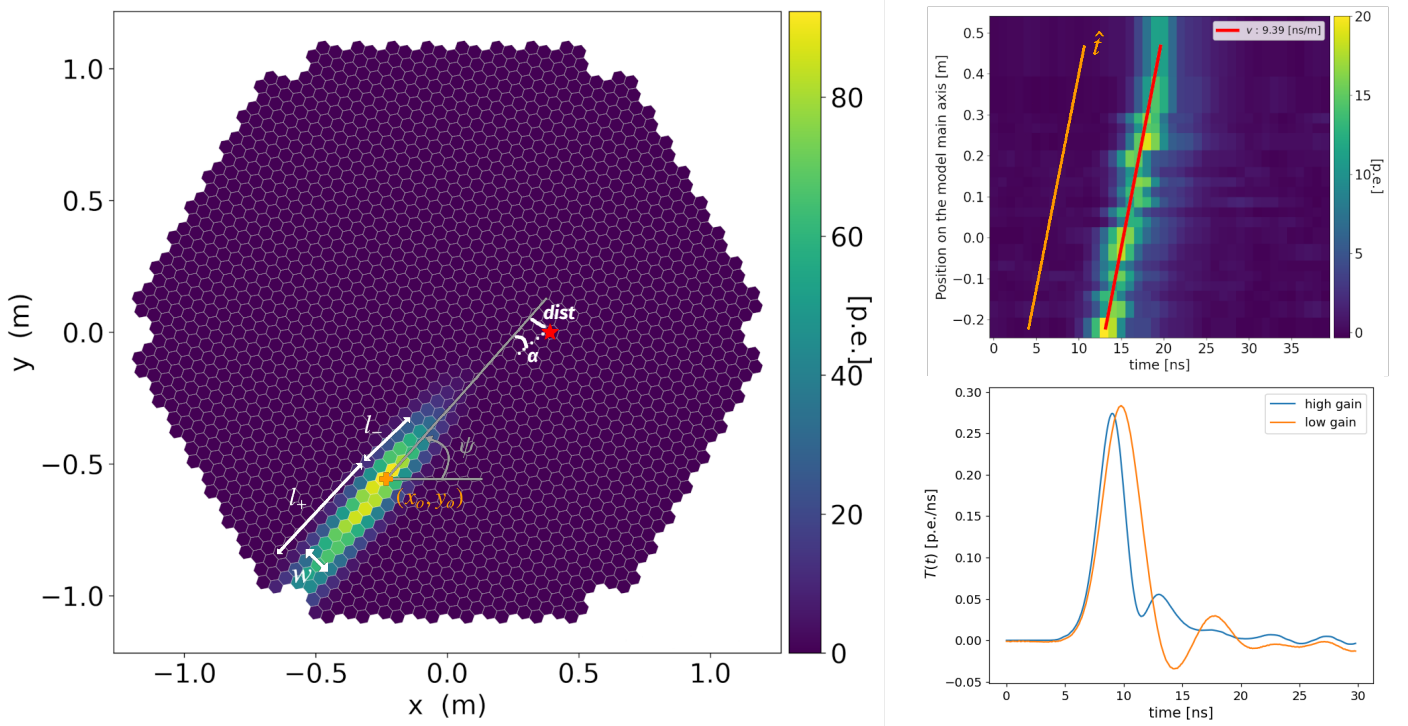 1.0
0.5
0.0
−0.5
−1.0
y (m)
−1.0
−0.5
0.0
0.5
1.0
x (m)
dist
α
l₋
ψ
l₊
(x₀, y₀)
w
80
60
40
20
0
[p.e.]
0.5
0.4
0.3
0.2
0.1
0.0
−0.1
−0.2
Position on the model main axis [m]
t̂
v : 9.39 [ns/m]
0
5
10
15
20
25
30
35
time [ns]
20
15
10
5
0
[p.e.]
0.30
0.25
0.20
0.15
0.10
0.05
0.00
−0.05
T(t) [p.e./ns]
high gain
low gain
0
5
10
15
20
25
30
time [ns]